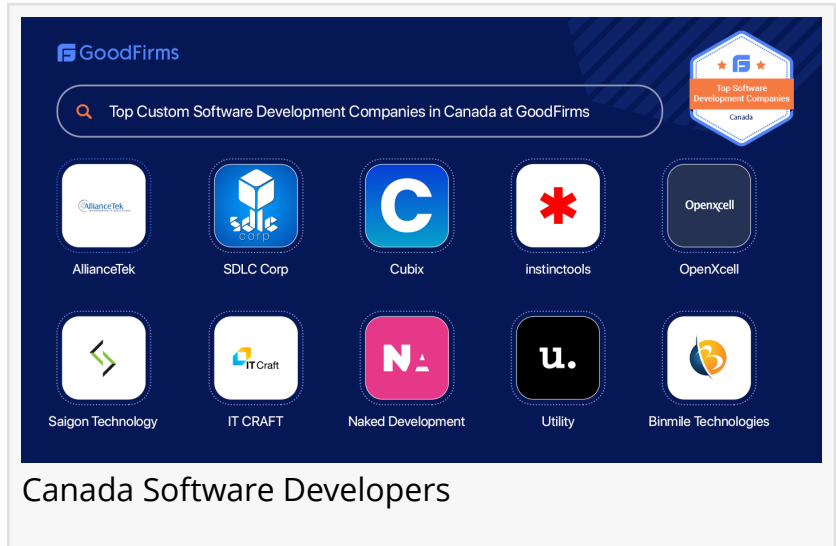 GoodFirms
Top Custom Software Development Companies in Canada at GoodFirms
Top Software
Development Companies
Canada
AllianceTek
sdlc
corp
C
Openxcell
AllianceTek
SDLC Corp
Cubix
instinctools
OpenXcell
IT Craft
NA
u.
B
Saigon Technology
IT CRAFT
Naked Development
Utility
Binmile Technologies
Canada Software Developers